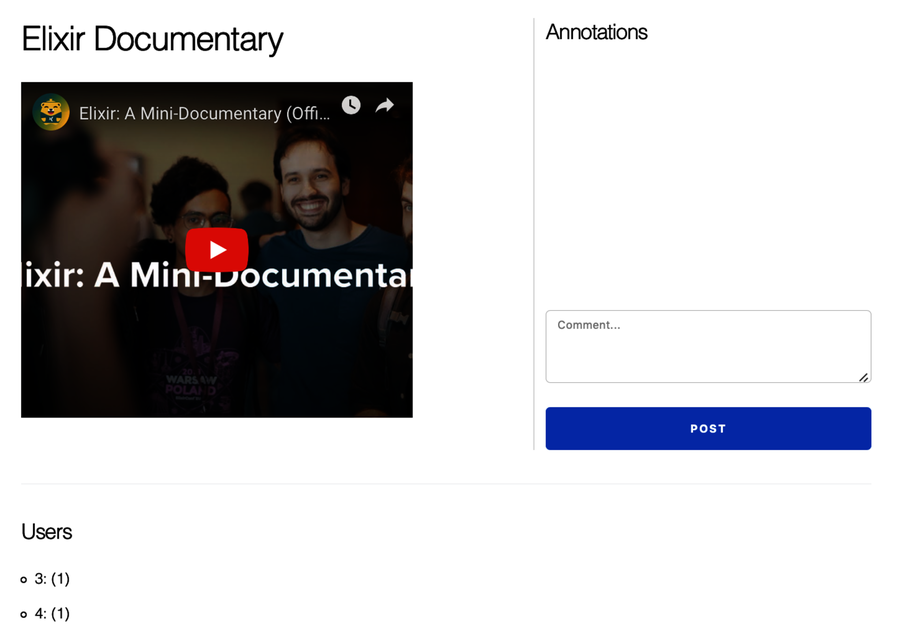 Elixir Documentary
Elixir: A Mini-Documentary (Offi...
lixir: A Mini-Documentar
WARSAW
POLAND
Annotations
Comment...
POST
Users
3: (1)
4: (1)